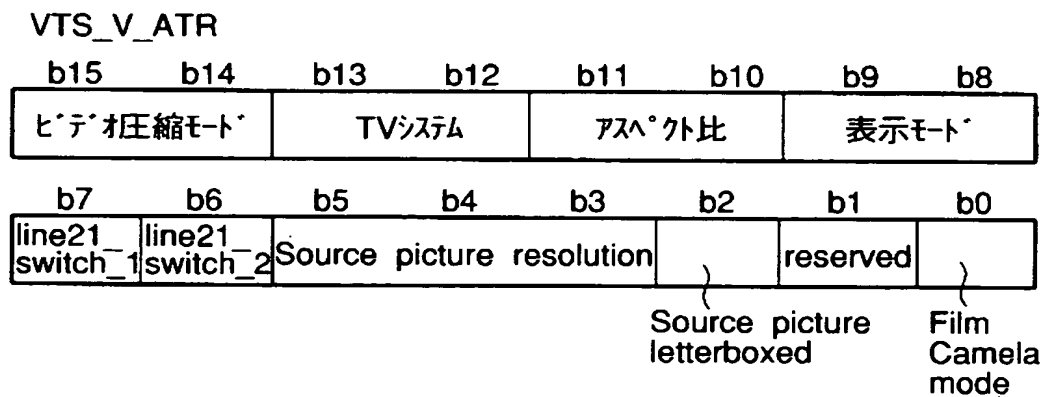 VTS_V_ATR
b15 b14 b13 b12 b11 b10 b9 b8
ビデオ圧縮モード TVシステム アスペクト比 表示モード
b7 b6 b5 b4 b3 b2 b1 b0
line21_ line21_
switch_1 switch_2 Source picture resolution reserved
Source picture Film
letterboxed Camela
mode